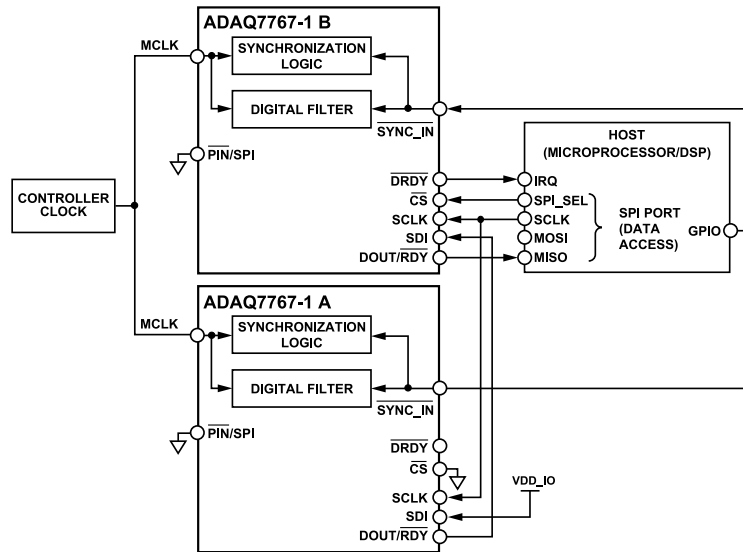 ADAQ7767-1 B
MCLK
SYNCHRONIZATION
LOGIC
DIGITAL FILTER
SYNC_IN
PIN/SPI
DRDY
CS
SCLK
SDI
DOUT/RDY
HOST
(MICROPROCESSOR/DSP)
IRQ
SPI_SEL
SCLK
MOSI
MISO
SPI PORT
(DATA
ACCESS)
GPIO
CONTROLLER
CLOCK
ADAQ7767-1 A
MCLK
SYNCHRONIZATION
LOGIC
DIGITAL FILTER
SYNC_IN
PIN/SPI
DRDY
CS
SCLK
SDI
DOUT/RDY
VDD_IO